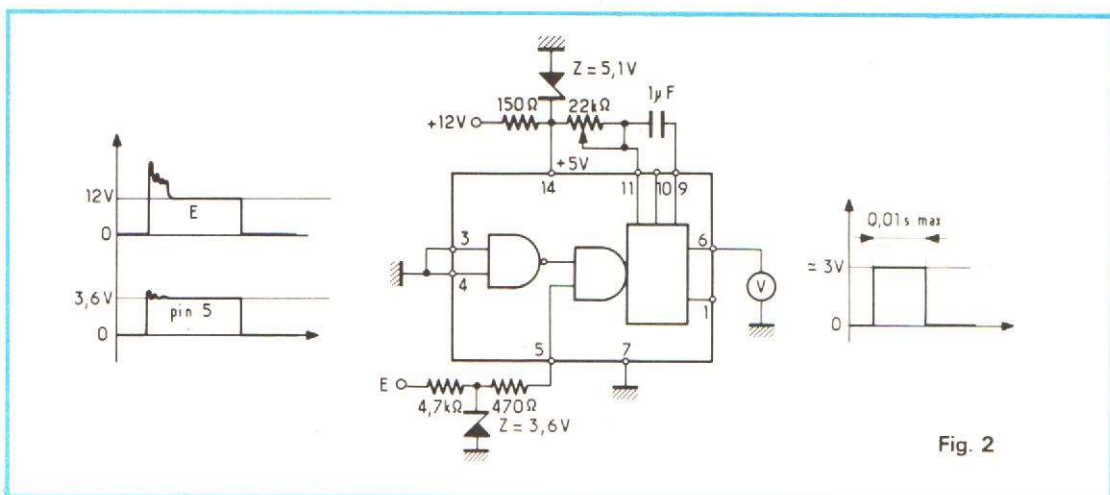 Z = 5,1V
150Ω
22kΩ
1µF
+12V
+5V
14
11
10
9
12V
0
E
3,6V
0
pin 5
3
4
6
1
V
5
7
E
4,7kΩ
470Ω
Z = 3,6V
0,01s max
≃ 3V
0
Fig. 2